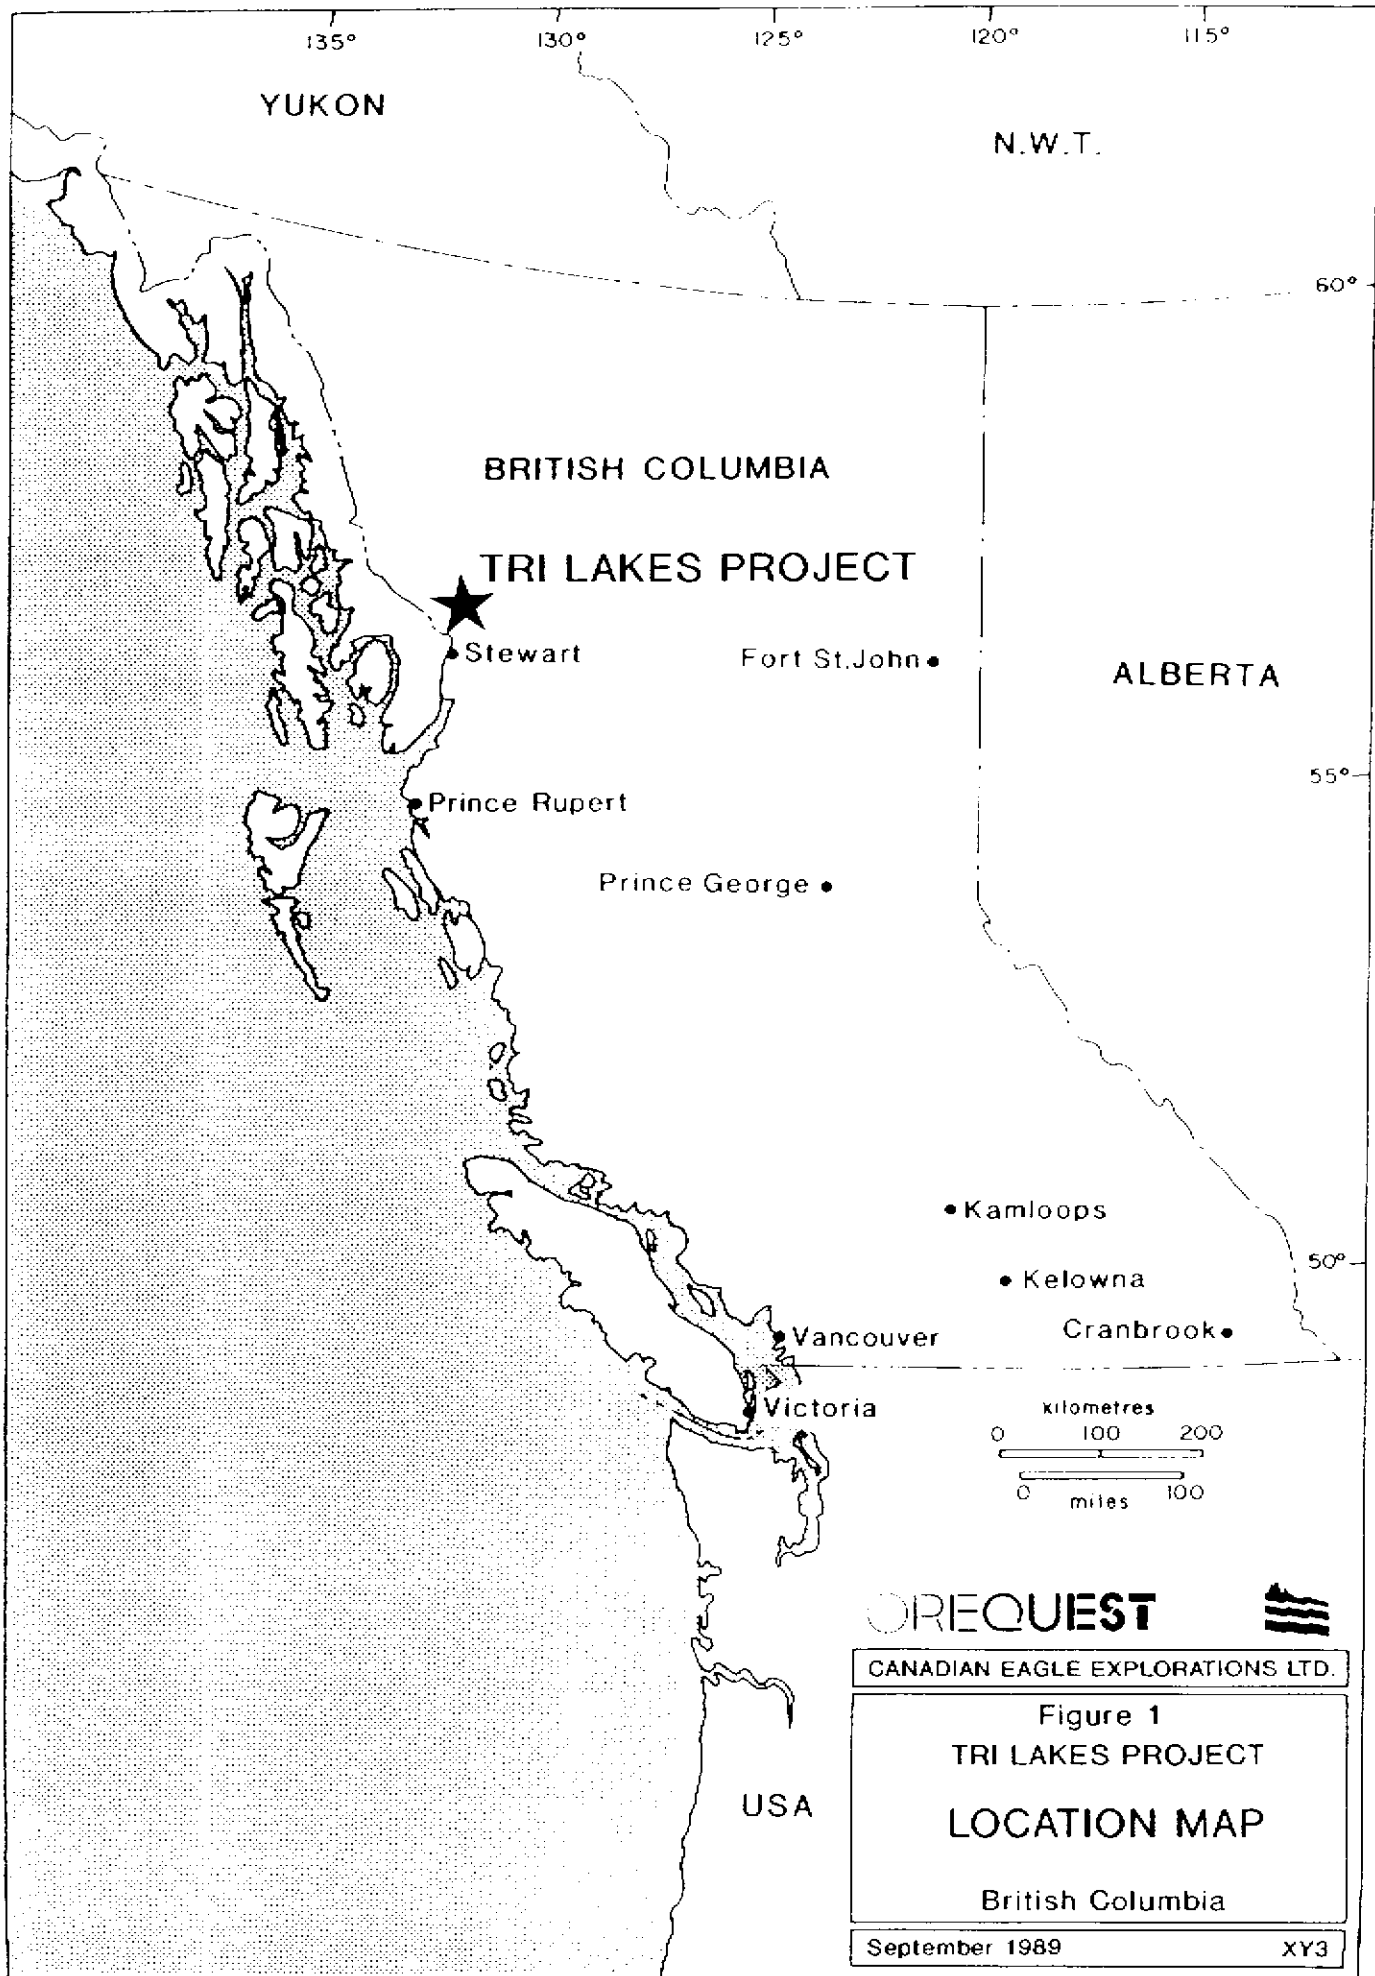 135° 130° 125° 120° 115°
YUKON
N.W.T.
60°
BRITISH COLUMBIA
TRI LAKES PROJECT
Stewart
Fort St.John
ALBERTA
55°
Prince Rupert
Prince George
Kamloops
50°
Kelowna
Cranbrook
Vancouver
Victoria
kilometres
0 100 200
0 100
miles
OREQUEST
CANADIAN EAGLE EXPLORATIONS LTD.
Figure 1
TRI LAKES PROJECT
USA
LOCATION MAP
British Columbia
September 1989 XY3